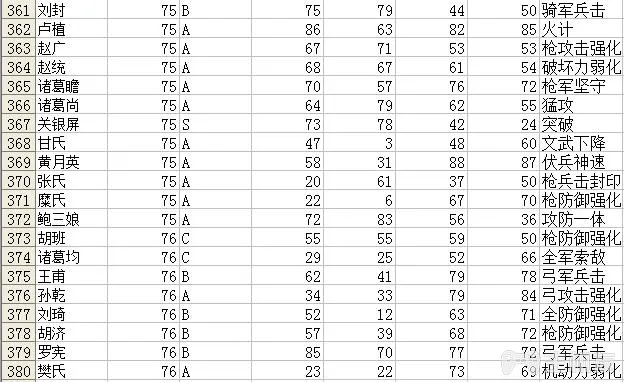 361 刘封 75 B 75 79 44 50 骑军兵击
362 卢植 75 A 86 63 82 85 火计
363 赵广 75 A 67 71 53 53 枪攻击强化
364 赵统 75 A 68 67 61 54 破坏力弱化
365 诸葛瞻 75 A 70 57 76 72 枪军坚守
366 诸葛尚 75 A 64 79 62 55 猛攻
367 关银屏 75 S 73 78 42 24 突破
368 甘氏 75 A 47 3 48 60 文武下降
369 黄月英 75 A 58 31 88 87 伏兵神速
370 张氏 75 A 20 61 37 50 枪兵击封印
371 糜氏 75 A 22 6 67 70 枪防御强化
372 鲍三娘 75 A 72 83 56 36 攻防一体
373 胡班 76 C 55 55 59 50 枪防御强化
374 诸葛均 76 C 29 25 52 66 全军索敌
375 王甫 76 B 62 41 79 78 弓军兵击
376 孙乾 76 A 34 33 79 84 弓攻击强化
377 刘琦 76 B 52 12 63 71 全防御强化
378 胡济 76 B 57 39 68 72 枪防御强化
379 罗宪 76 B 85 70 77 72 弓军兵击
380 樊氏 76 A 23 22 73 69 机动力弱化